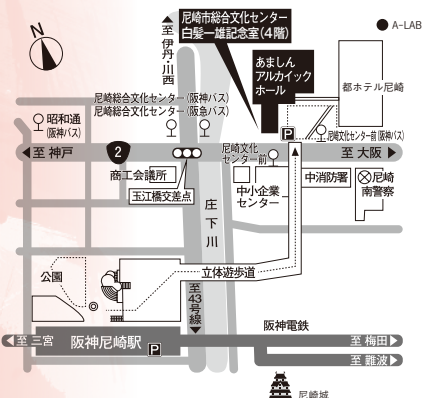 N
至伊丹・川西
尼崎市総合文化センター
白髪一雄記念室(4階)
A-LAB
あましん
アルカイック
ホール
都ホテル尼崎
尼崎総合文化センター(阪神バス)
尼崎総合文化センター(阪急バス)
昭和通
(阪神バス)
P
尼崎文化センター前(阪神バス)
至 神戸
2
尼崎文化
センター前
至 大阪
商工会議所
玉江橋交差点
庄下川
中小企業
センター
中消防署
尼崎
南警察
公園
立体遊歩道
至43号線
阪神電鉄
至 三宮
阪神尼崎駅
P
至 梅田
至 難波
尼崎城